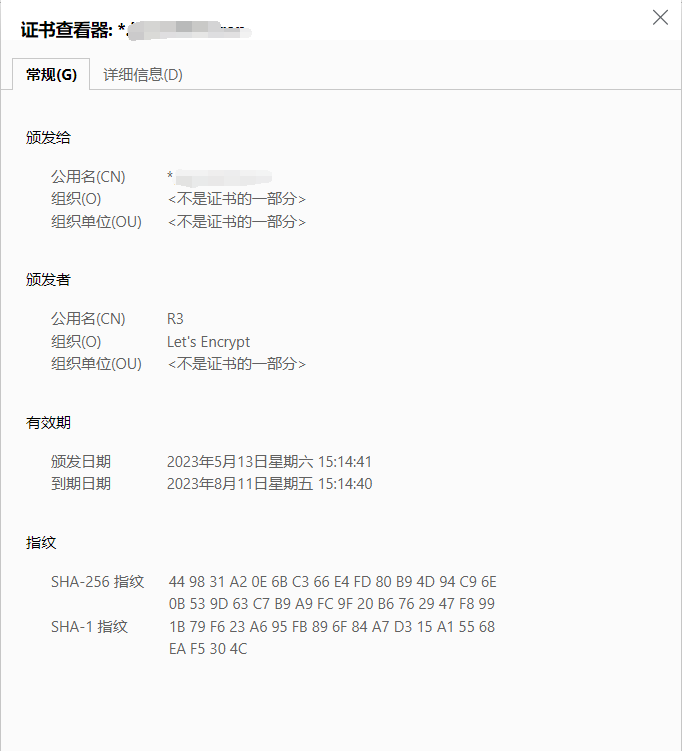 证书查看器: *.
常规(G)
详细信息(D)
颁发给
公用名(CN) *
组织(O) <不是证书的一部分>
组织单位(OU) <不是证书的一部分>
颁发者
公用名(CN) R3
组织(O) Let's Encrypt
组织单位(OU) <不是证书的一部分>
有效期
颁发日期 2023年5月13日星期六 15:14:41
到期日期 2023年8月11日星期五 15:14:40
指纹
SHA-256 指纹 44 98 31 A2 0E 6B C3 66 E4 FD 80 B9 4D 94 C9 6E
0B 53 9D 63 C7 B9 A9 FC 9F 20 B6 76 29 47 F8 99
SHA-1 指纹 1B 79 F6 23 A6 95 FB 89 6F 84 A7 D3 15 A1 55 68
EA F5 30 4C